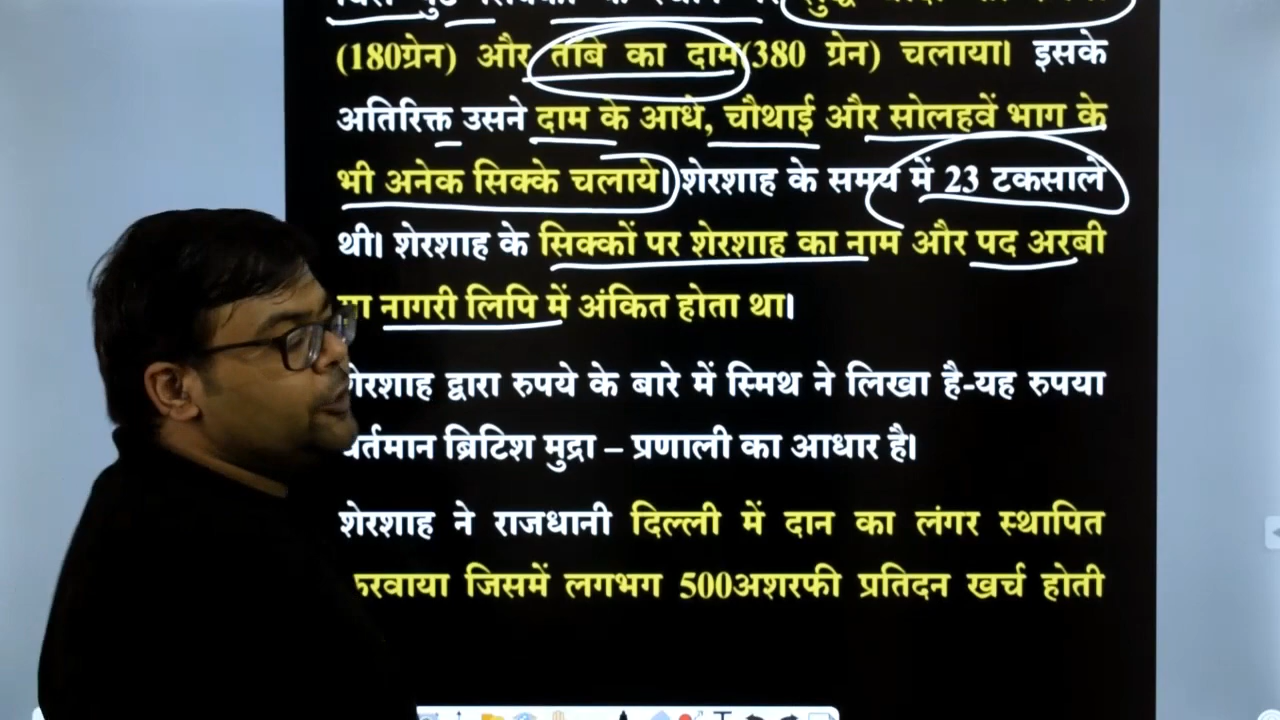 (180ग्रेन) और तांबे का दाम(380 ग्रेन) चलाया। इसके
अतिरिक्त उसने दाम के आधे, चौथाई और सोलहवें भाग के
भी अनेक सिक्के चलाये। शेरशाह के समय में 23 टकसाले
थी। शेरशाह के सिक्कों पर शेरशाह का नाम और पद अरबी
या नागरी लिपि में अंकित होता था।
शेरशाह द्वारा रुपये के बारे में स्मिथ ने लिखा है-यह रुपया
वर्तमान ब्रिटिश मुद्रा – प्रणाली का आधार है।
शेरशाह ने राजधानी दिल्ली में दान का लंगर स्थापित
करवाया जिसमें लगभग 500अशरफी प्रतिदन खर्च होती